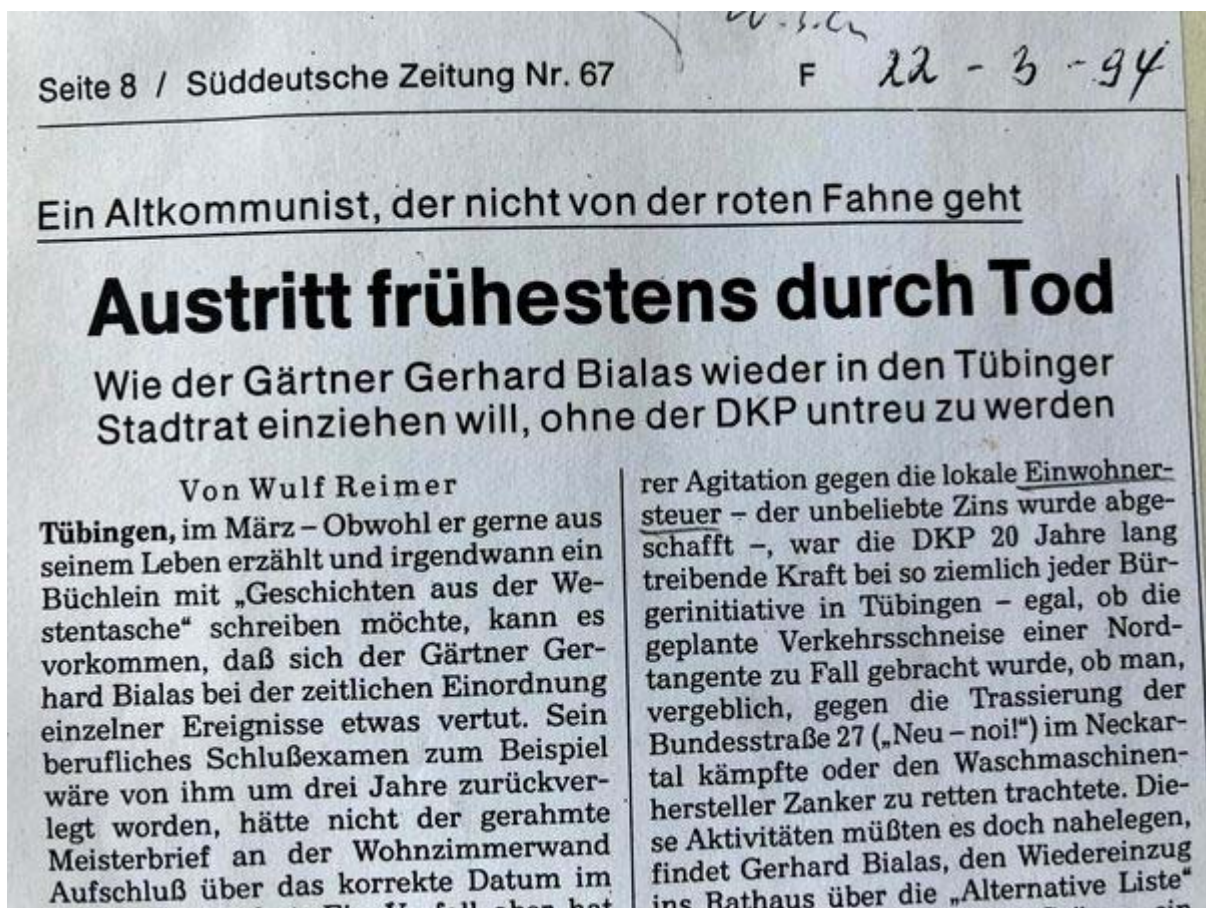 Seite 8 / Süddeutsche Zeitung Nr. 67
F 22 - 3 - 94
Ein Altkommunist, der nicht von der roten Fahne geht
Austritt frühestens durch Tod
Wie der Gärtner Gerhard Bialas wieder in den Tübinger
Stadtrat einziehen will, ohne der DKP untreu zu werden
Von Wulf Reimer
Tübingen, im März – Obwohl er gerne aus
seinem Leben erzählt und irgendwann ein
Büchlein mit „Geschichten aus der We-
stentasche“ schreiben möchte, kann es
vorkommen, daß sich der Gärtner Ger-
hard Bialas bei der zeitlichen Einordnung
einzelner Ereignisse etwas vertut. Sein
berufliches Schlußexamen zum Beispiel
wäre von ihm um drei Jahre zurückver-
legt worden, hätte nicht der gerahmte
Meisterbrief an der Wohnzimmerwand
Aufschluß über das korrekte Datum im
rer Agitation gegen die lokale Einwohner-
steuer – der unbeliebte Zins wurde abge-
schafft –, war die DKP 20 Jahre lang
treibende Kraft bei so ziemlich jeder Bür-
gerinitiative in Tübingen – egal, ob die
geplante Verkehrsschneise einer Nord-
tangente zu Fall gebracht wurde, ob man,
vergeblich, gegen die Trassierung der
Bundesstraße 27 („Neu – noi!“) im Neckar-
tal kämpfte oder den Waschmaschinen-
hersteller Zanker zu retten trachtete. Die-
se Aktivitäten müßten es doch nahelegen,
findet Gerhard Bialas, den Wiedereinzug
ins Rathaus über die „Alternative Liste“